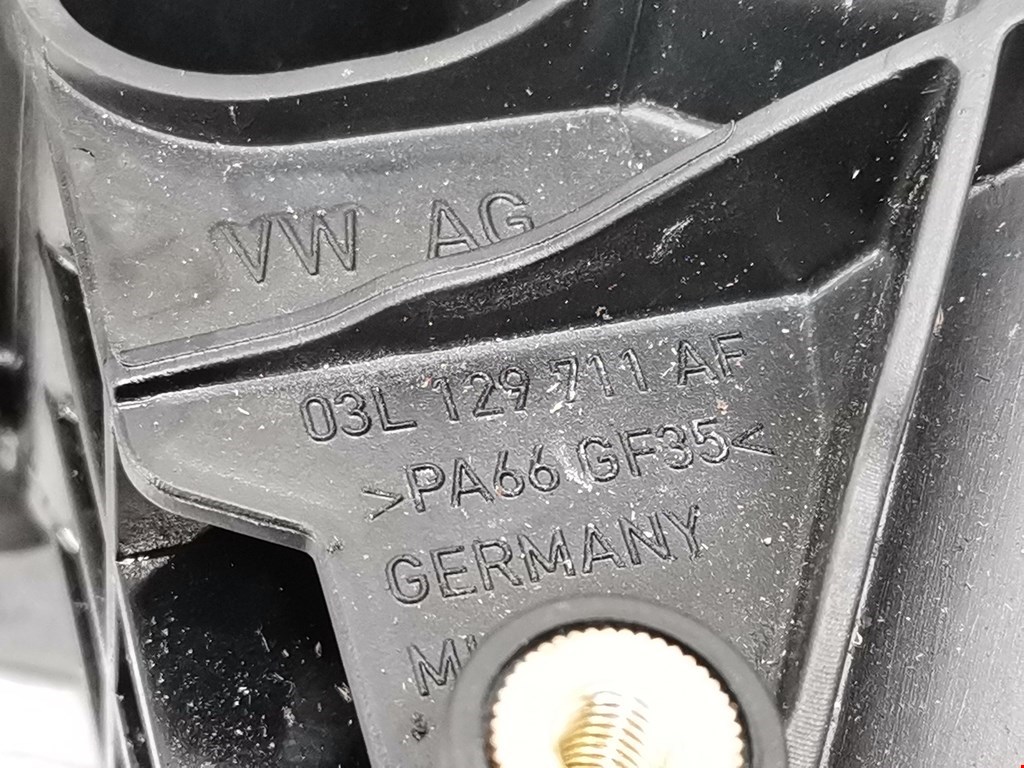 VW AG
03L 129 711 AF
>PA66 GF35<
GERMANY